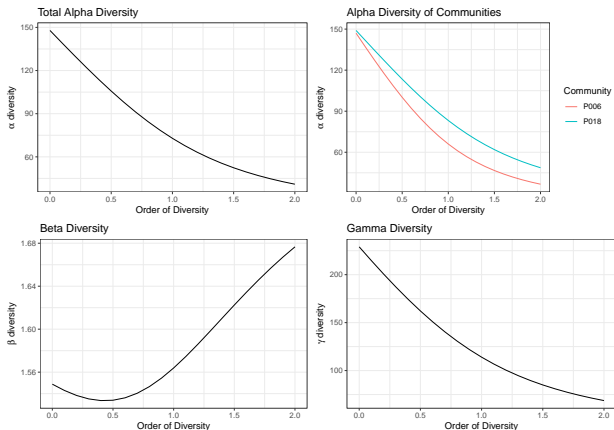 Total Alpha Diversity
150
120
90
60
α diversity
0.0 0.5 1.0 1.5 2.0
Order of Diversity
Alpha Diversity of Communities
150
120
90
60
α diversity
0.0 0.5 1.0 1.5 2.0
Order of Diversity
Community
P006
P018
Beta Diversity
1.68
1.64
1.60
1.56
β diversity
0.0 0.5 1.0 1.5 2.0
Order of Diversity
Gamma Diversity
200
150
100
γ diversity
0.0 0.5 1.0 1.5 2.0
Order of Diversity